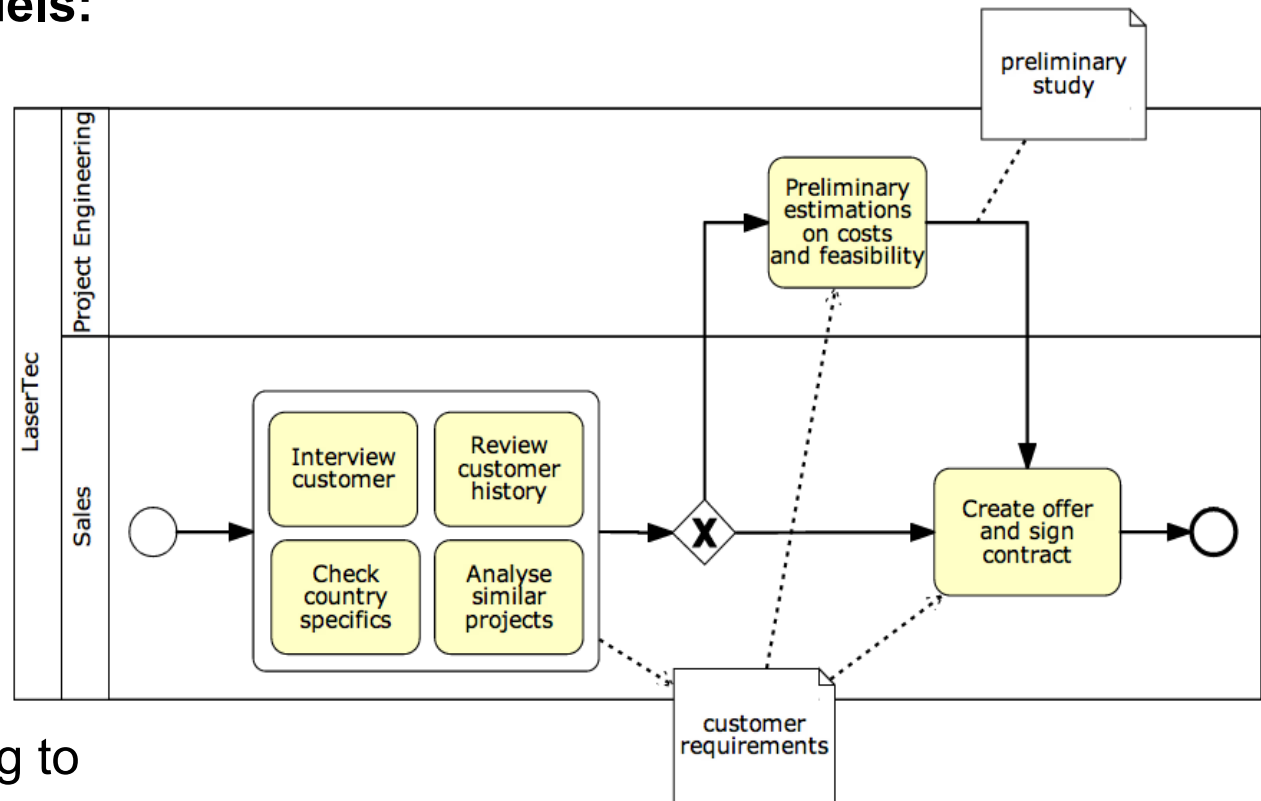 preliminary
study
LaserTec
Project Engineering
Preliminary
estimations
on costs
and feasibility
Sales
Interview
customer
Review
customer
history
Check
country
specifics
Analyse
similar
projects
X
Create offer
and sign
contract
customer
requirements
g to